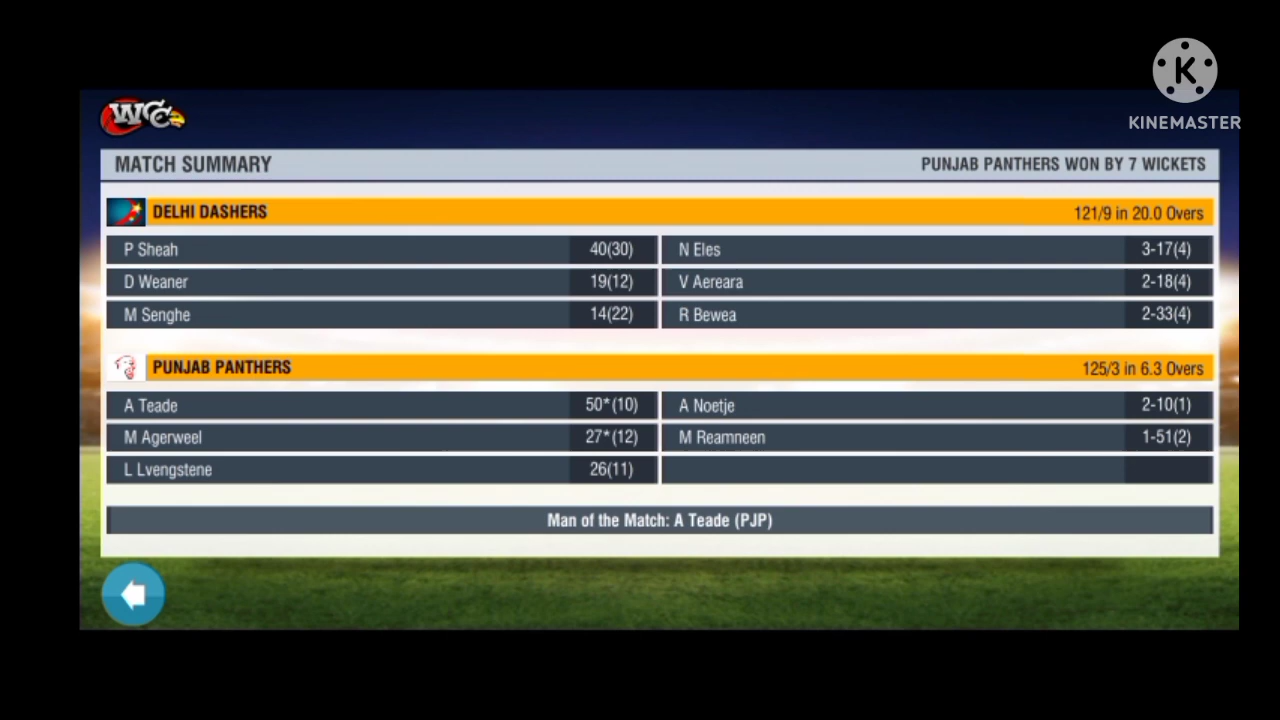 K
KINEMASTER
WCC
MATCH SUMMARY PUNJAB PANTHERS WON BY 7 WICKETS
DELHI DASHERS 121/9 in 20.0 Overs
P Sheah 40(30) N Eles 3-17(4)
D Weaner 19(12) V Aereara 2-18(4)
M Senghe 14(22) R Bewea 2-33(4)
PUNJAB PANTHERS 125/3 in 6.3 Overs
A Teade 50*(10) A Noetje 2-10(1)
M Agerweel 27*(12) M Reamneen 1-51(2)
L Lvengstene 26(11)
Man of the Match: A Teade (PJP)